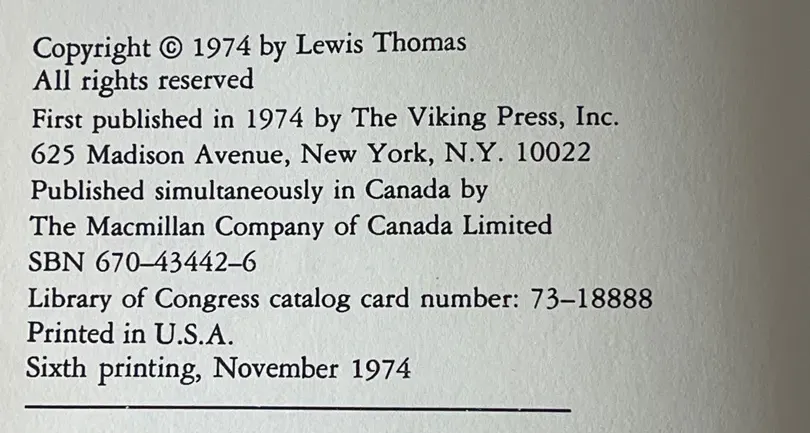 Copyright © 1974 by Lewis Thomas
All rights reserved
First published in 1974 by The Viking Press, Inc.
625 Madison Avenue, New York, N.Y. 10022
Published simultaneously in Canada by
The Macmillan Company of Canada Limited
SBN 670–43442–6
Library of Congress catalog card number: 73–18888
Printed in U.S.A.
Sixth printing, November 1974